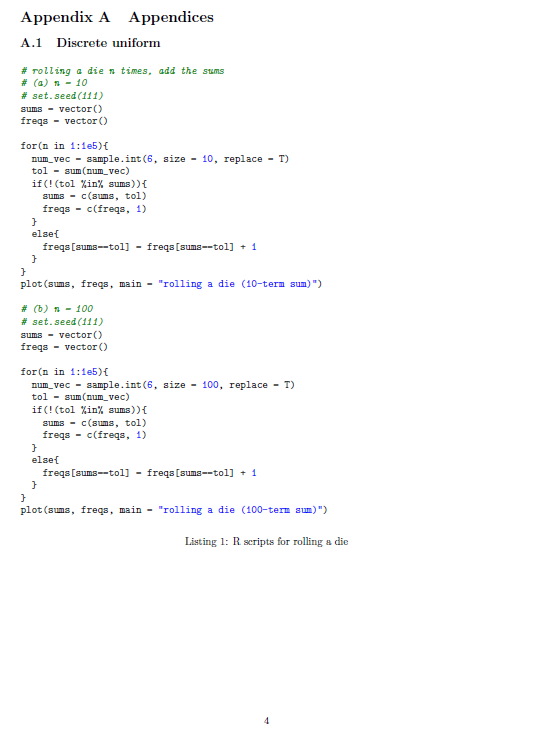 Appendix A Appendices
A.1 Discrete uniform
# rolling a die n times, add the sums
# (a) n = 10
# set.seed(111)
sums = vector()
freqs = vector()
for(n in 1:1e5){
num_vec = sample.int(6, size = 10, replace = T)
tol = sum(num_vec)
if(!(tol %in% sums)){
sums = c(sums, tol)
freqs = c(freqs, 1)
}
else{
freqs[sums==tol] = freqs[sums==tol] + 1
}
}
plot(sums, freqs, main = "rolling a die (10-term sum)")
# (b) n = 100
# set.seed(111)
sums = vector()
freqs = vector()
for(n in 1:1e5){
num_vec = sample.int(6, size = 100, replace = T)
tol = sum(num_vec)
if(!(tol %in% sums)){
sums = c(sums, tol)
freqs = c(freqs, 1)
}
else{
freqs[sums==tol] = freqs[sums==tol] + 1
}
}
plot(sums, freqs, main = "rolling a die (100-term sum)")
Listing 1: R scripts for rolling a die
4